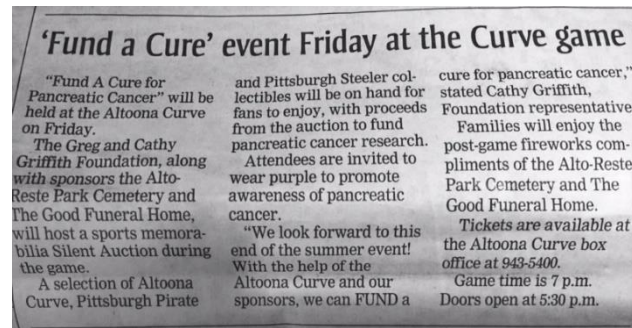 ‘Fund a Cure’ event Friday at the Curve game
“Fund A Cure for
Pancreatic Cancer” will be
held at the Altoona Curve
on Friday.
The Greg and Cathy
Griffith Foundation, along
with sponsors the Alto-
Reste Park Cemetery and
The Good Funeral Home,
will host a sports memora-
bilia Silent Auction during
the game.
A selection of Altoona
Curve, Pittsburgh Pirate
and Pittsburgh Steeler col-
lectibles will be on hand for
fans to enjoy, with proceeds
from the auction to fund
pancreatic cancer research.
Attendees are invited to
wear purple to promote
awareness of pancreatic
cancer.
“We look forward to this
end of the summer event!
With the help of the
Altoona Curve and our
sponsors, we can FUND a
cure for pancreatic cancer,”
stated Cathy Griffith,
Foundation representative
Families will enjoy the
post-game fireworks com-
pliments of the Alto-Reste
Park Cemetery and The
Good Funeral Home.
Tickets are available at
the Altoona Curve box
office at 943-5400.
Game time is 7 p.m.
Doors open at 5:30 p.m.